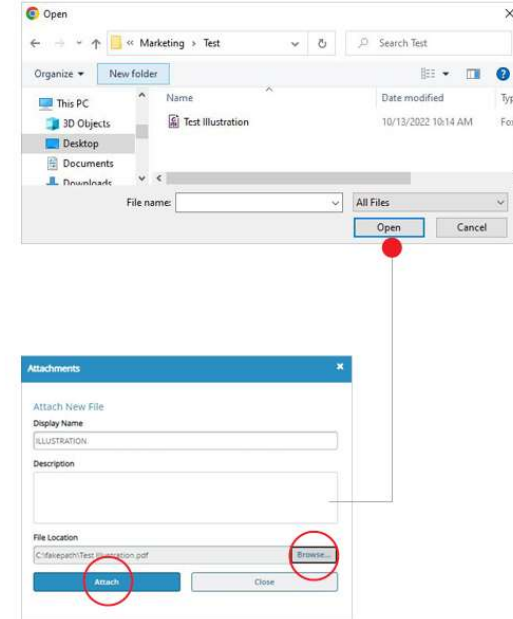 Open
« Marketing › Test
Search Test
Organize
New folder
This PC
3D Objects
Desktop
Documents
Downloads
Name
Date modified
Test Illustration
10/13/2022 10:14 AM
File name:
All Files
Open
Cancel
Attachments
Attach New File
Display Name
ILLUSTRATION
Description
File Location
C:\fakepath\Test Illustration.pdf
Browse...
Attach
Close